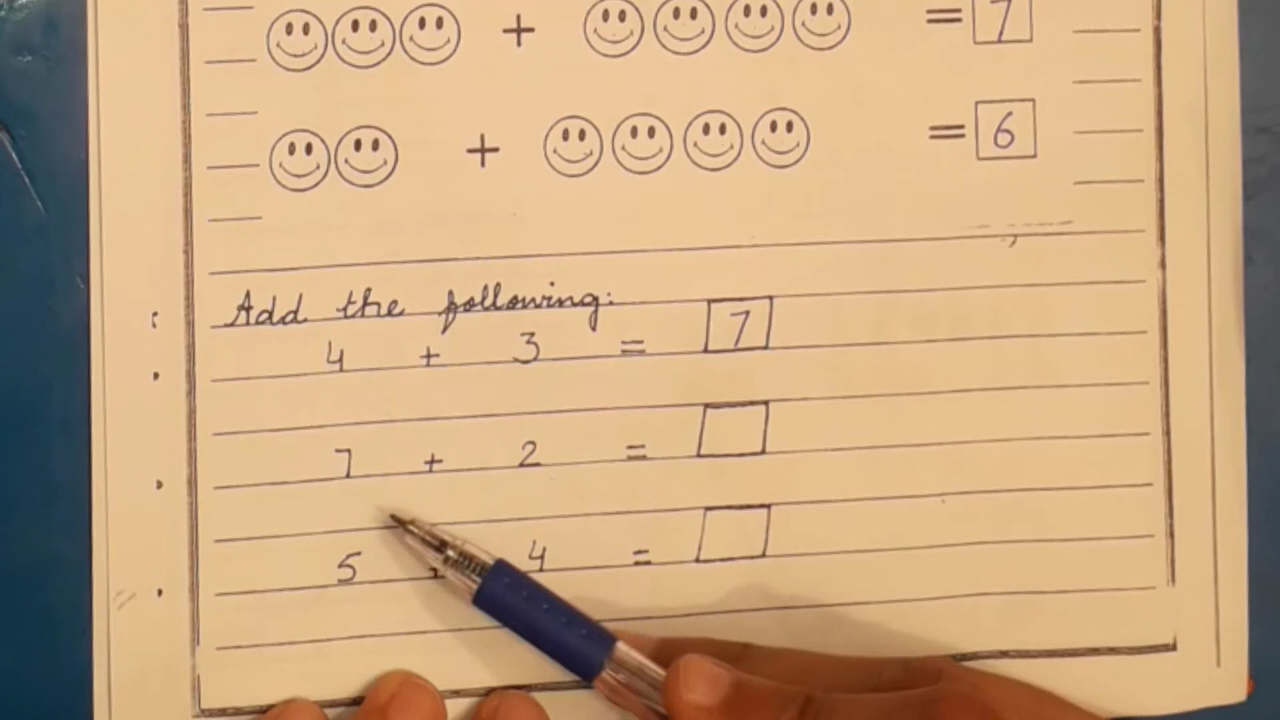 + = 7
+ = 6
Add the following:
4 + 3 = 7
7 + 2 =
5 4 =